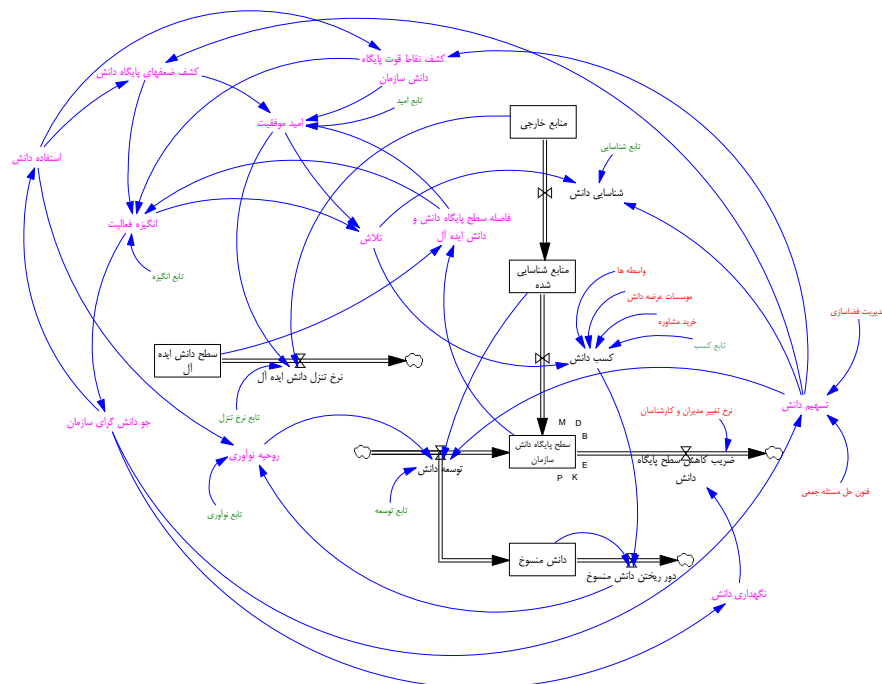 کشف نقاط قوت پایگاه
دانش سازمان
کشف ضعفهای پایگاه دانش
تابع امید
امید موفقیت
منابع خارجی
تابع شناسایی
استفاده دانش
شناسایی دانش
انگیزه فعالیت
فاصله سطح پایگاه دانش و
دانش ایده آل
تلاش
تابع انگیزه
منابع شناسایی
شده
واسطه ها
موسسات عرضه دانش
خرید مشاوره
تابع کسب
کسب دانش
مدیریت فضاسازی
سطح دانش ایده
آل
نرخ تنزل دانش ایده آل
تابع نرخ تنزل
تسهیم دانش
نرخ تغییر مدیران و کارشناسان
جو دانش گرای سازمان
M D
B
E
P K
سطح پایگاه دانش
سازمان
روحیه نوآوری
توسعه دانش
ضریب کاهش سطح پایگاه
دانش
فنون حل مسئله جمعی
تابع نوآوری
تابع توسعه
دانش منسوخ
دور ریختن دانش منسوخ
نگهداری دانش